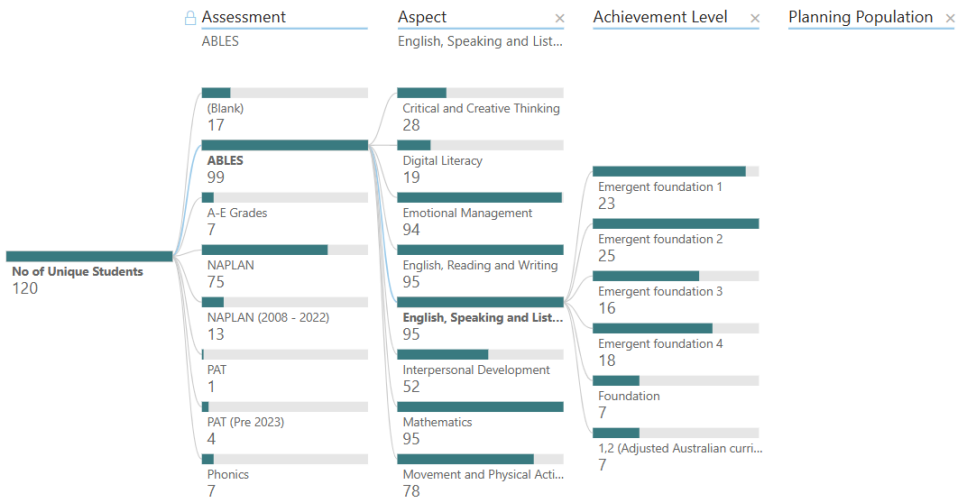 Assessment
ABLES
Aspect
English, Speaking and List...
Achievement Level
Planning Population
No of Unique Students
120
(Blank)
17
ABLES
99
A-E Grades
7
NAPLAN
75
NAPLAN (2008 - 2022)
13
PAT
1
PAT (Pre 2023)
4
Phonics
7
Critical and Creative Thinking
28
Digital Literacy
19
Emotional Management
94
English, Reading and Writing
95
English, Speaking and List...
95
Interpersonal Development
52
Mathematics
95
Movement and Physical Acti...
78
Emergent foundation 1
23
Emergent foundation 2
25
Emergent foundation 3
16
Emergent foundation 4
18
Foundation
7
1,2 (Adjusted Australian curri...
7